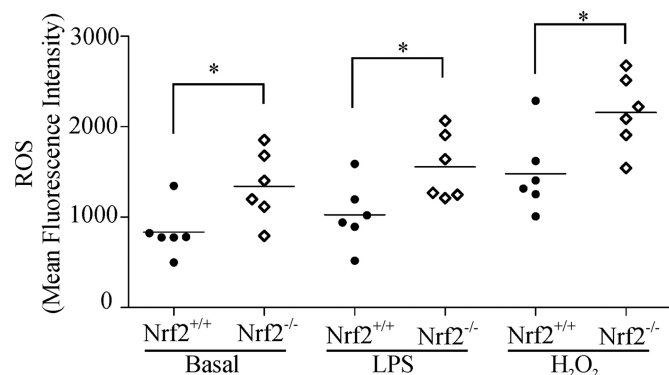 ROS
(Mean Fluorescence Intensity)
3000
2000
1000
0
* * *
Nrf2+/+ Nrf2-/- Nrf2+/+ Nrf2-/- Nrf2+/+ Nrf2-/-
Basal LPS H₂O₂